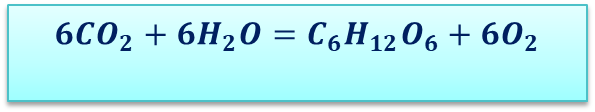 6CO₂ + 6H₂O = C₆H₁₂O₆ + 6O₂